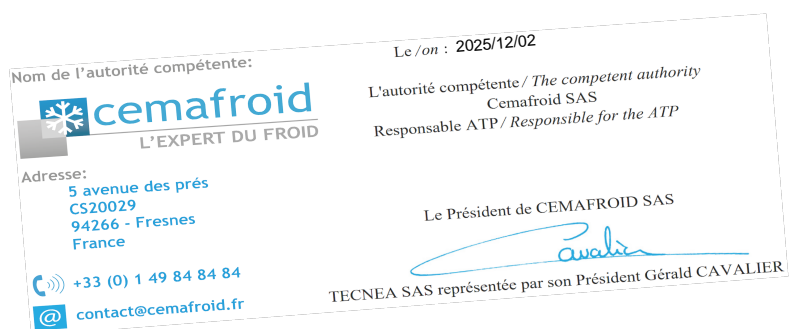 Nom de l'autorité compétente:
cemafroid
L'EXPERT DU FROID
Adresse:
5 avenue des prés
CS20029
94266 - Fresnes
France
+33 (0) 1 49 84 84 84
@ contact@cemafroid.fr
Le /on : 2025/12/02
L'autorité compétente / The competent authority
Cemafroid SAS
Responsable ATP / Responsible for the ATP
Le Président de CEMAFROID SAS
Cavalier
TECNEA SAS représentée par son Président Gérald CAVALIER